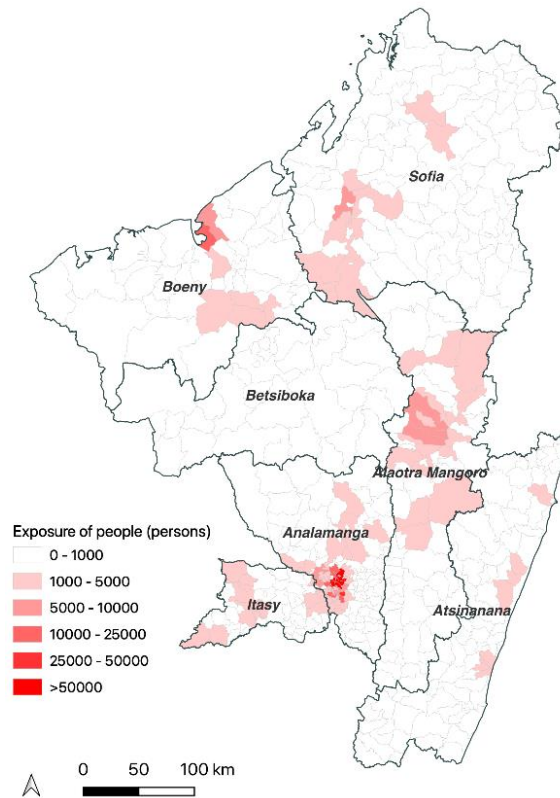 Sofia
Boeny
Betsiboka
Alaotra Mangoro
Exposure of people (persons)
Analamanga
0 - 1000
1000 - 5000
5000 - 10000
Itasy
Atsinanana
10000 - 25000
25000 - 50000
>50000
0 50 100 km